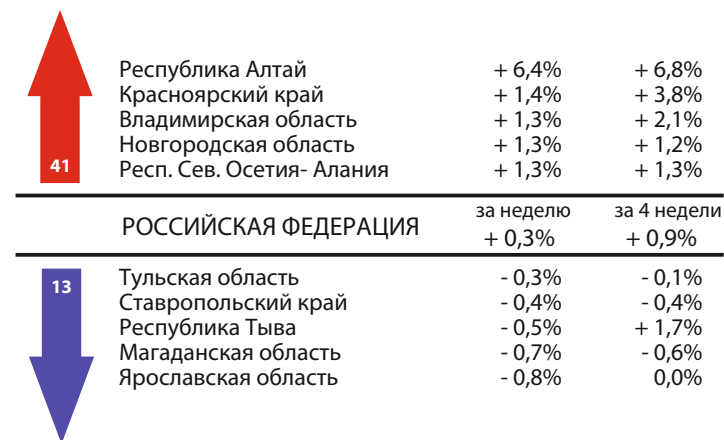 Республика Алтай + 6,4% + 6,8%
Красноярский край + 1,4% + 3,8%
Владимирская область + 1,3% + 2,1%
Новгородская область + 1,3% + 1,2%
41 Респ. Сев. Осетия- Алания + 1,3% + 1,3%
за неделю за 4 недели
РОССИЙСКАЯ ФЕДЕРАЦИЯ + 0,3% + 0,9%
13 Тульская область - 0,3% - 0,1%
Ставропольский край - 0,4% - 0,4%
Республика Тыва - 0,5% + 1,7%
Магаданская область - 0,7% - 0,6%
Ярославская область - 0,8% 0,0%